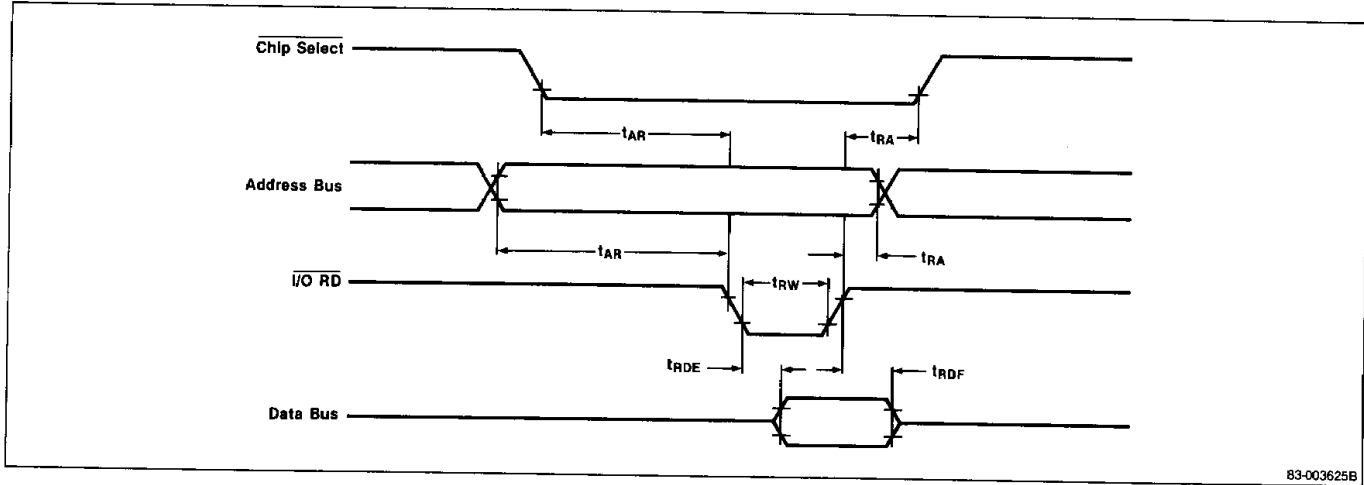 Chip Select
tAR
tRA
Address Bus
tAR
tRA
I/O RD
tRW
tRDE
tRDF
Data Bus
83-003625B